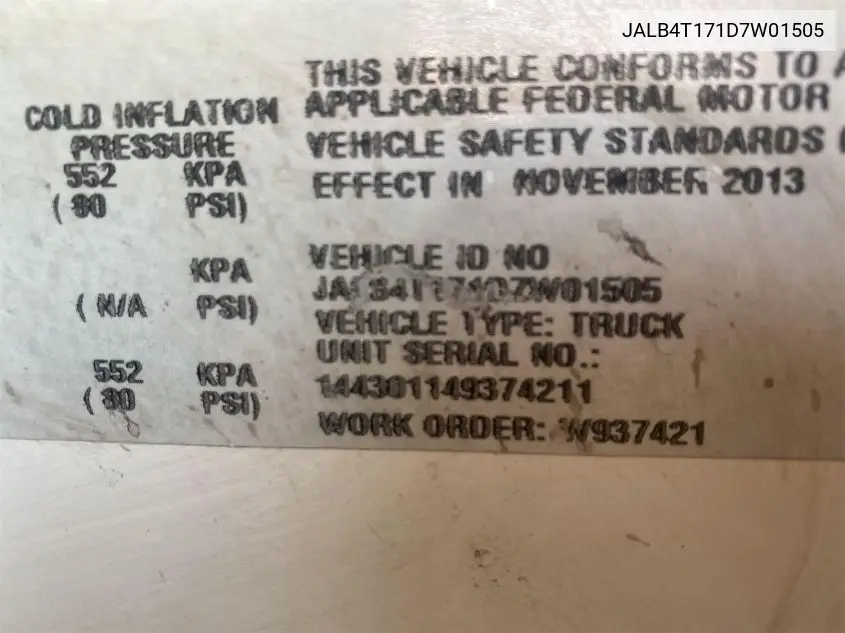 JALB4T171D7W01505
THIS VEHICLE CONFORMS TO A
APPLICABLE FEDERAL MOTOR
VEHICLE SAFETY STANDARDS
EFFECT IN NOVEMBER 2013
COLD INFLATION
PRESSURE
552 KPA
( 80 PSI)
KPA
( N/A PSI)
552 KPA
( 80 PSI)
VEHICLE ID NO
JALB4T171D7W01505
VEHICLE TYPE: TRUCK
UNIT SERIAL NO.:
144301149374211
WORK ORDER: W937421